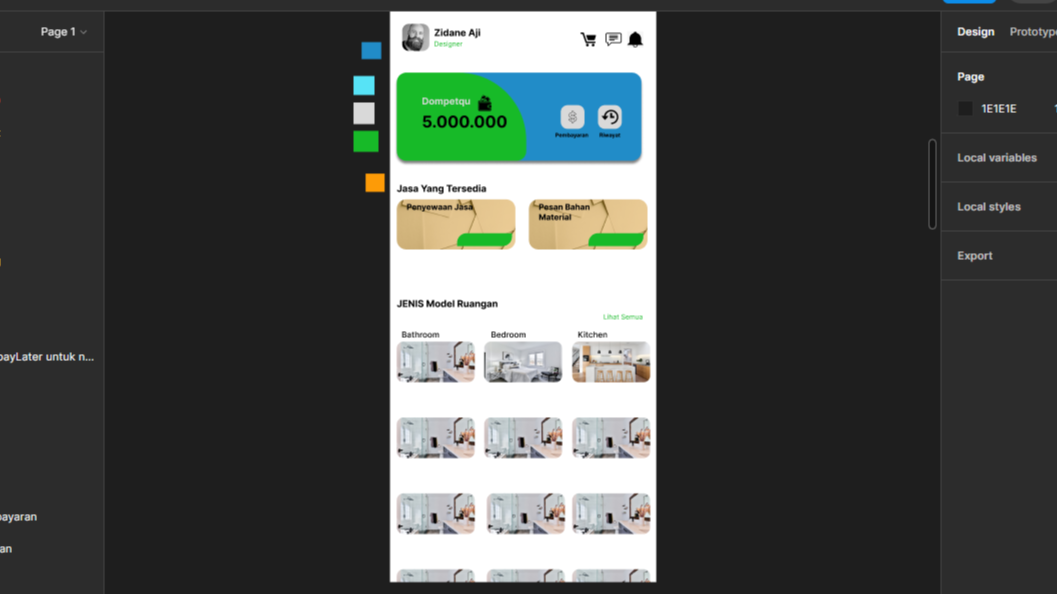 Page 1
payLater untuk n...
bayaran
an
Zidane Aji
Designer
Dompetqu
5.000.000
Pembayaran
Riwayat
Jasa Yang Tersedia
Penyewaan Jasa
Pesan Bahan
Material
JENIS Model Ruangan
Lihat Semua
Bathroom
Bedroom
Kitchen
Design
Prototype
Page
1E1E1E
Local variables
Local styles
Export